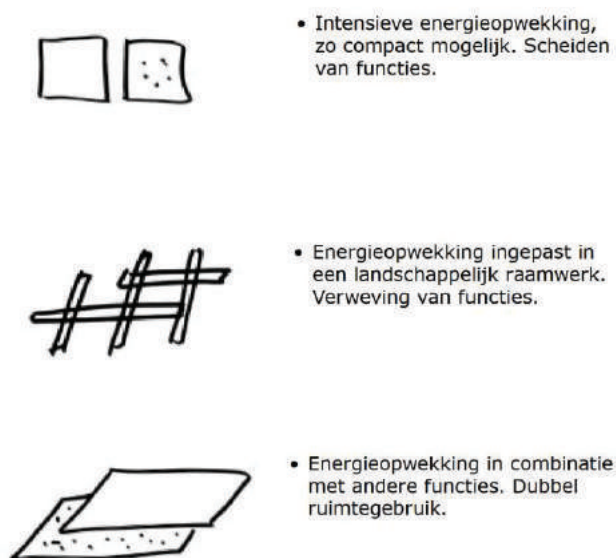 • Intensieve energieopwekking,
zo compact mogelijk. Scheiden
van functies.
• Energieopwekking ingepast in
een landschappelijk raamwerk.
Verweving van functies.
• Energieopwekking in combinatie
met andere functies. Dubbel
ruimtegebruik.